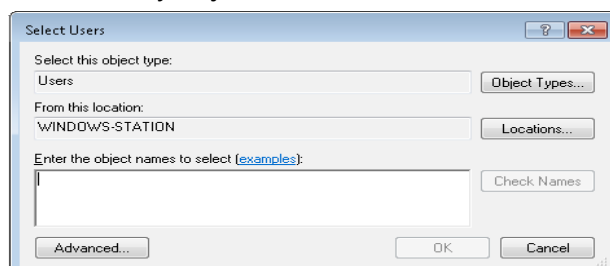 Select Users
Select this object type:
Users
Object Types...
From this location:
WINDOWS-STATION
Locations...
Enter the object names to select (examples):
Check Names
Advanced...
OK
Cancel